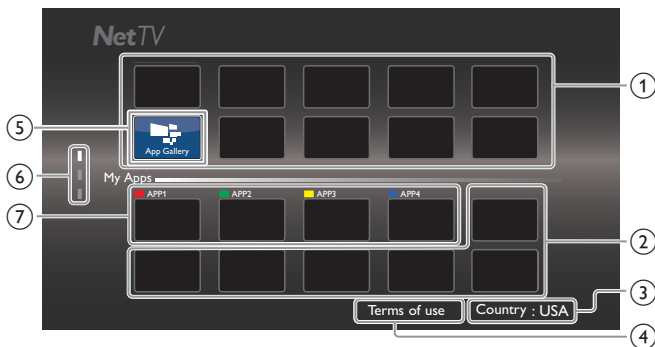 NetTV
1
5
App Gallery
6
My Apps
7
APP1 APP2 APP3 APP4
2
3
Terms of use Country : USA
4